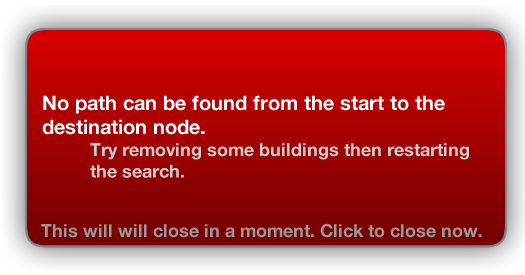 No path can be found from the start to the
destination node.
Try removing some buildings then restarting
the search.
This will will close in a moment. Click to close now.